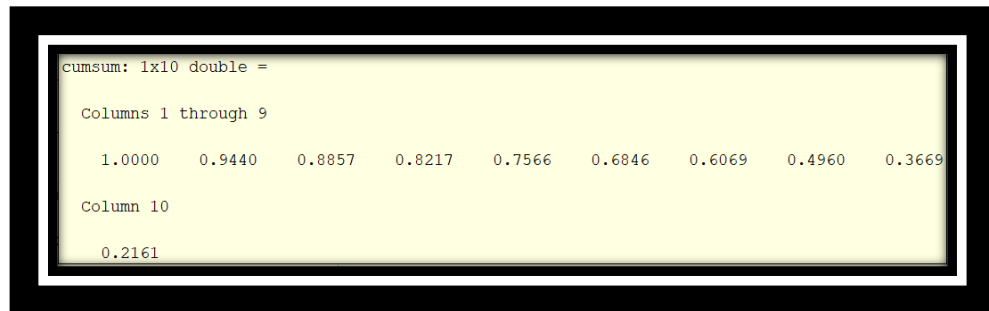 cumsum: 1x10 double =
Columns 1 through 9
1.0000 0.9440 0.8857 0.8217 0.7566 0.6846 0.6069 0.4960 0.3669
Column 10
0.2161